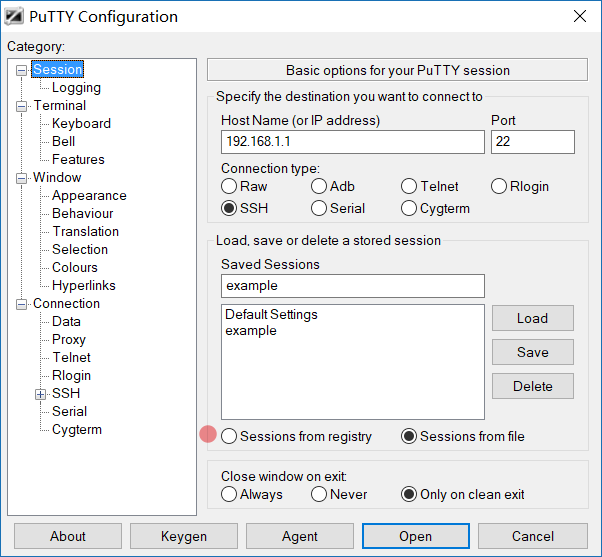 PuTTY Configuration
Category:
Session
Logging
Terminal
Keyboard
Bell
Features
Window
Appearance
Behaviour
Translation
Selection
Colours
Hyperlinks
Connection
Data
Proxy
Telnet
Rlogin
SSH
Serial
Cygterm
Basic options for your PuTTY session
Specify the destination you want to connect to
Host Name (or IP address) Port
192.168.1.1 22
Connection type:
Raw Adb Telnet Rlogin
SSH Serial Cygterm
Load, save or delete a stored session
Saved Sessions
example
Default Settings
example
Load
Save
Delete
Sessions from registry Sessions from file
Close window on exit:
Always Never Only on clean exit
About Keygen Agent Open Cancel